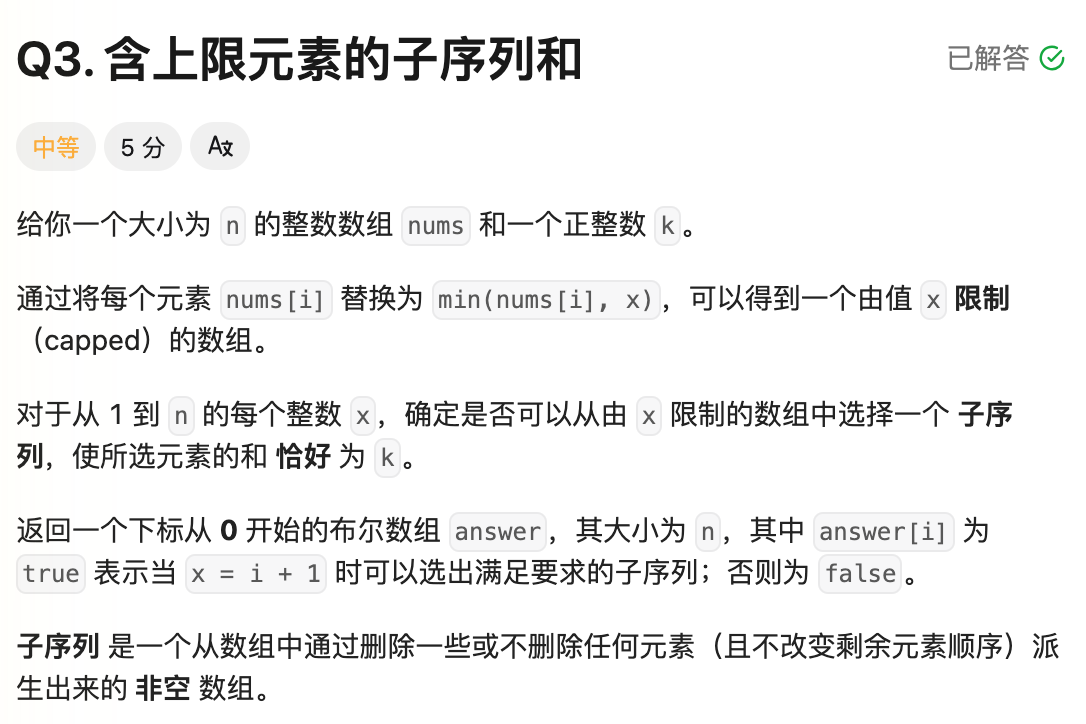 Q3. 含上限元素的子序列和
已解答
中等 5 分
给你一个大小为 n 的整数数组 nums 和一个正整数 k。
通过将每个元素 nums[i] 替换为 min(nums[i], x)，可以得到一个由值 x 限制
（capped）的数组。
对于从 1 到 n 的每个整数 x，确定是否可以从由 x 限制的数组中选择一个 子序
列，使所选元素的和 恰好 为 k。
返回一个下标从 0 开始的布尔数组 answer，其大小为 n，其中 answer[i] 为
true 表示当 x = i + 1 时可以选出满足要求的子序列；否则为 false。
子序列 是一个从数组中通过删除一些或不删除任何元素（且不改变剩余元素顺序）派
生出来的 非空 数组。